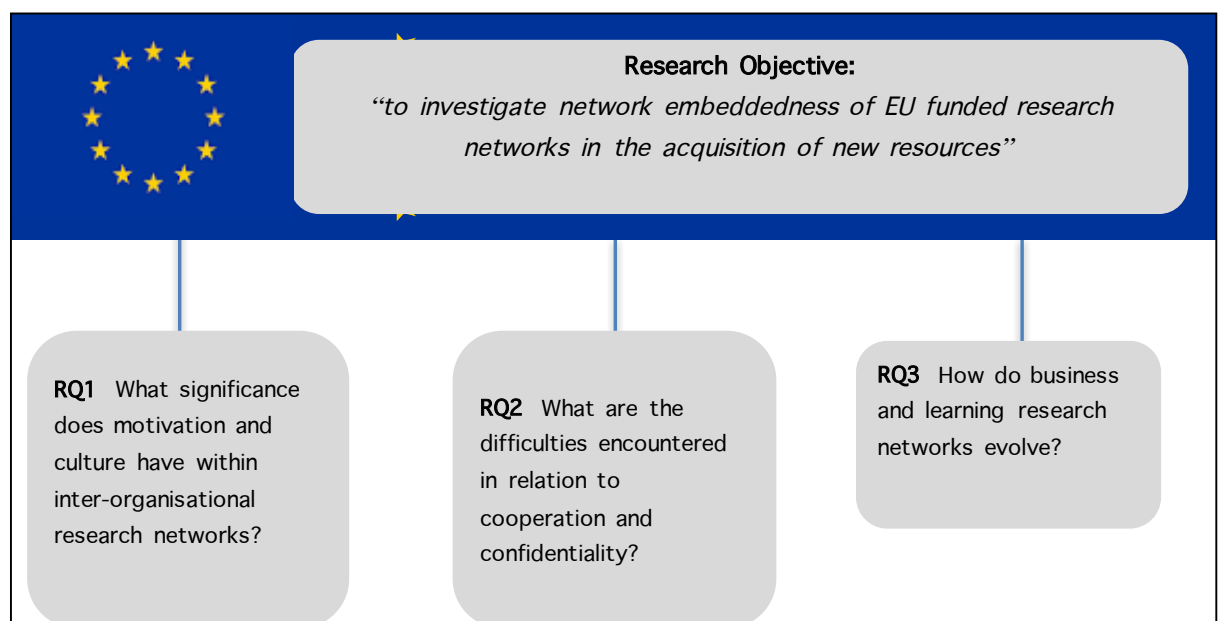 Research Objective:
“to investigate network embeddedness of EU funded research
networks in the acquisition of new resources”
RQ1 What significance
does motivation and
culture have within
inter-organisational
research networks?
RQ2 What are the
difficulties encountered
in relation to
cooperation and
confidentiality?
RQ3 How do business
and learning research
networks evolve?